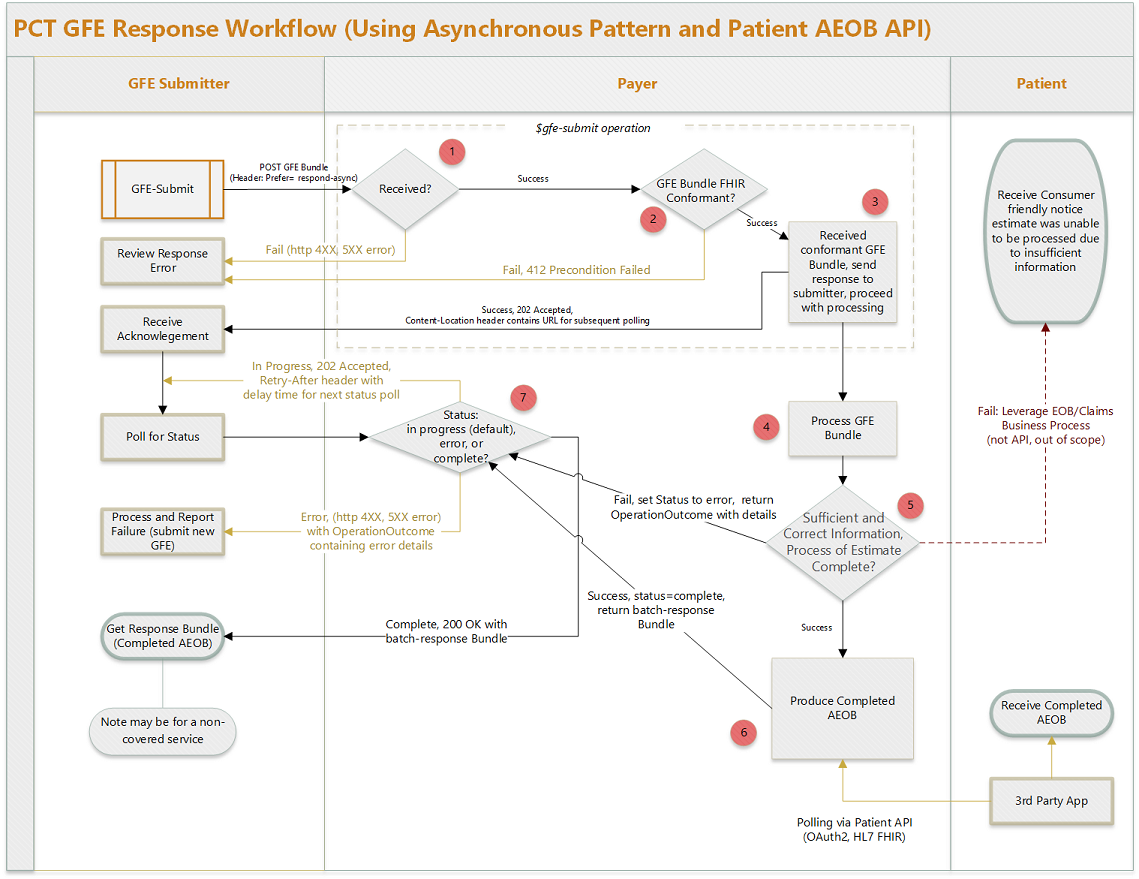 PCT GFE Response Workflow (Using Asynchronous Pattern and Patient AEOB API)
GFE Submitter
Payer
Patient
$gfe-submit operation
GFE-Submit
POST GFE Bundle
(Header: Prefer= respond-async)
Received?
1
Success
GFE Bundle FHIR
Conformant?
2
Success
3
Received
conformant GFE
Bundle, send
response to
submitter, proceed
with processing
Receive Consumer
friendly notice
estimate was unable
to be processed due
to insufficient
information
Review Response
Error
Fail (http 4XX, 5XX error)
Fail, 412 Precondition Failed
Receive
Acknowlegement
Success, 202 Accepted,
Content-Location header contains URL for subsequent polling
In Progress, 202 Accepted,
Retry-After header with
delay time for next status poll
Poll for Status
7
Status:
in progress (default),
error, or
complete?
4
Process GFE
Bundle
Fail: Leverage EOB/Claims
Business Process
(not API, out of scope)
Process and Report
Failure (submit new
GFE)
Error, (http 4XX, 5XX error)
with OperationOutcome
containing error details
Fail, set Status to error, return
OperationOutcome with details
5
Sufficient and
Correct Information,
Process of Estimate
Complete?
Success, status=complete,
return batch-response
Bundle
Success
Get Response Bundle
(Completed AEOB)
Complete, 200 OK with
batch-response Bundle
Note may be for a non-
covered service
6
Produce Completed
AEOB
Receive Completed
AEOB
3rd Party App
Polling via Patient API
(OAuth2, HL7 FHIR)